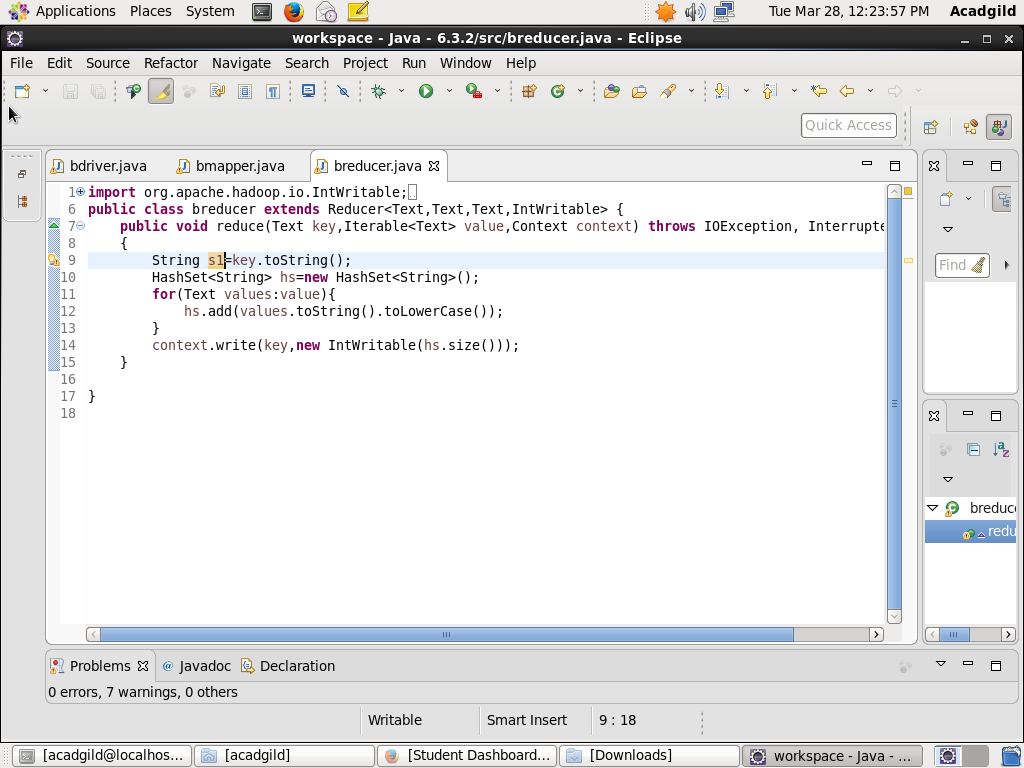 Applications Places System Tue Mar 28, 12:23:57 PM Acadgild
workspace - Java - 6.3.2/src/breducer.java - Eclipse
File Edit Source Refactor Navigate Search Project Run Window Help
Quick Access
bdriver.java bmapper.java breducer.java
1 import org.apache.hadoop.io.IntWritable;
6 public class breducer extends Reducer<Text,Text,Text,IntWritable> {
7 public void reduce(Text key,Iterable<Text> value,Context context) throws IOException, Interrupte
8 {
9 String s1=key.toString();
10 HashSet<String> hs=new HashSet<String>();
11 for(Text values:value){
12 hs.add(values.toString().toLowerCase());
13 }
14 context.write(key,new IntWritable(hs.size()));
15 }
16
17 }
18
Find
breduce
redu
Problems @ Javadoc Declaration
0 errors, 7 warnings, 0 others
Writable Smart Insert 9 : 18
[acadgild@localhos... [acadgild] [Student Dashboard... [Downloads] workspace - Java - ...